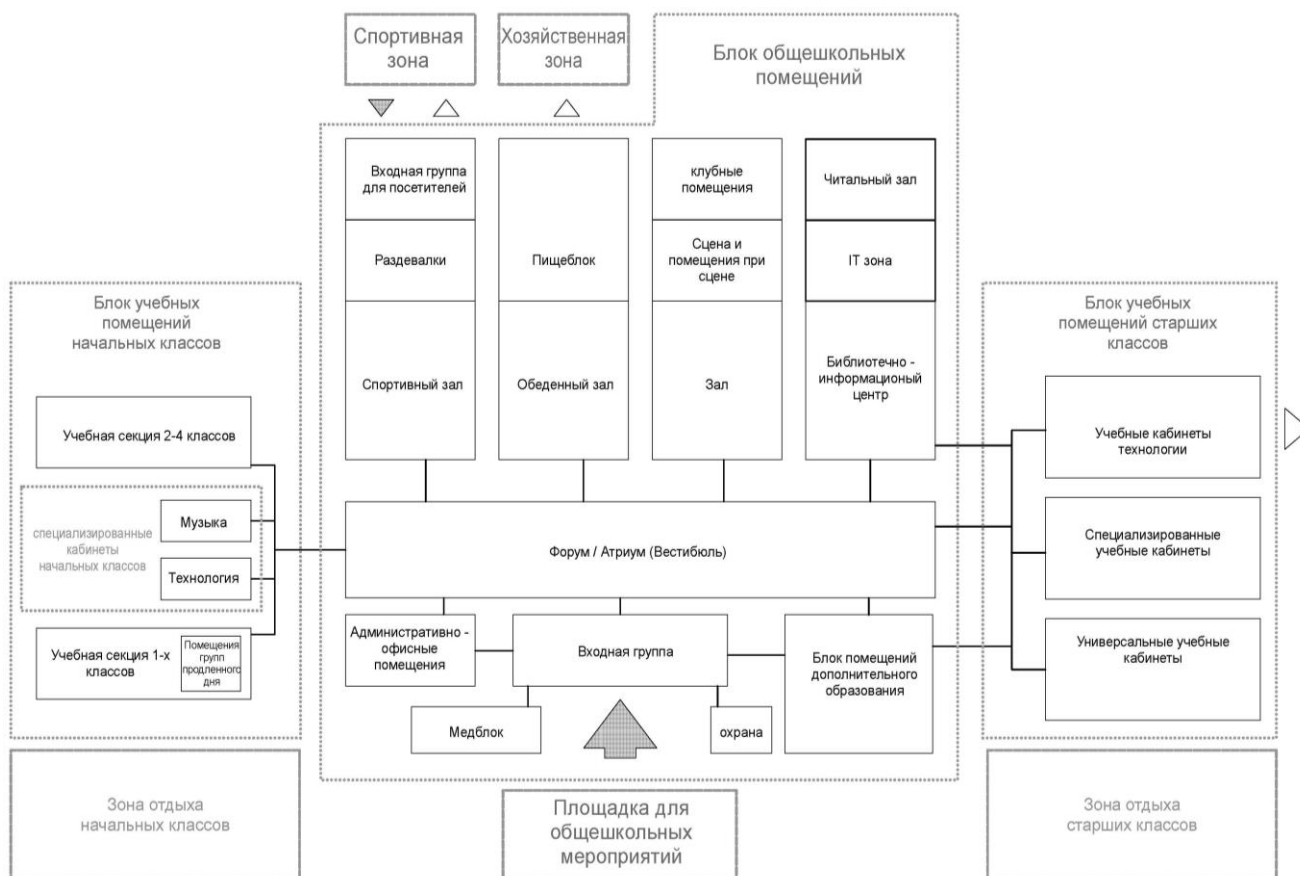 Спортивная
зона
Хозяйственная
зона
Блок общешкольных
помещений
Входная группа
для посетителей
клубные
помещения
Читальный зал
Раздевалки
Пищеблок
Сцена и
помещения при
сцене
IT зона
Спортивный зал
Обеденный зал
Зал
Библиотечно -
информационый
центр
Блок учебных
помещений
начальных классов
Учебная секция 2-4 классов
специализированные
кабинеты
начальных классов
Музыка
Технология
Учебная секция 1-х
классов
Помещения
групп
продленного
дня
Форум / Атриум (Вестибюль)
Административно -
офисные
помещения
Входная группа
Блок помещений
дополнительного
образования
Медблок
охрана
Блок учебных
помещений старших
классов
Учебные кабинеты
технологии
Специализированные
учебные кабинеты
Универсальные учебные
кабинеты
Зона отдыха
начальных классов
Площадка для
общешкольных
мероприятий
Зона отдыха
старших классов